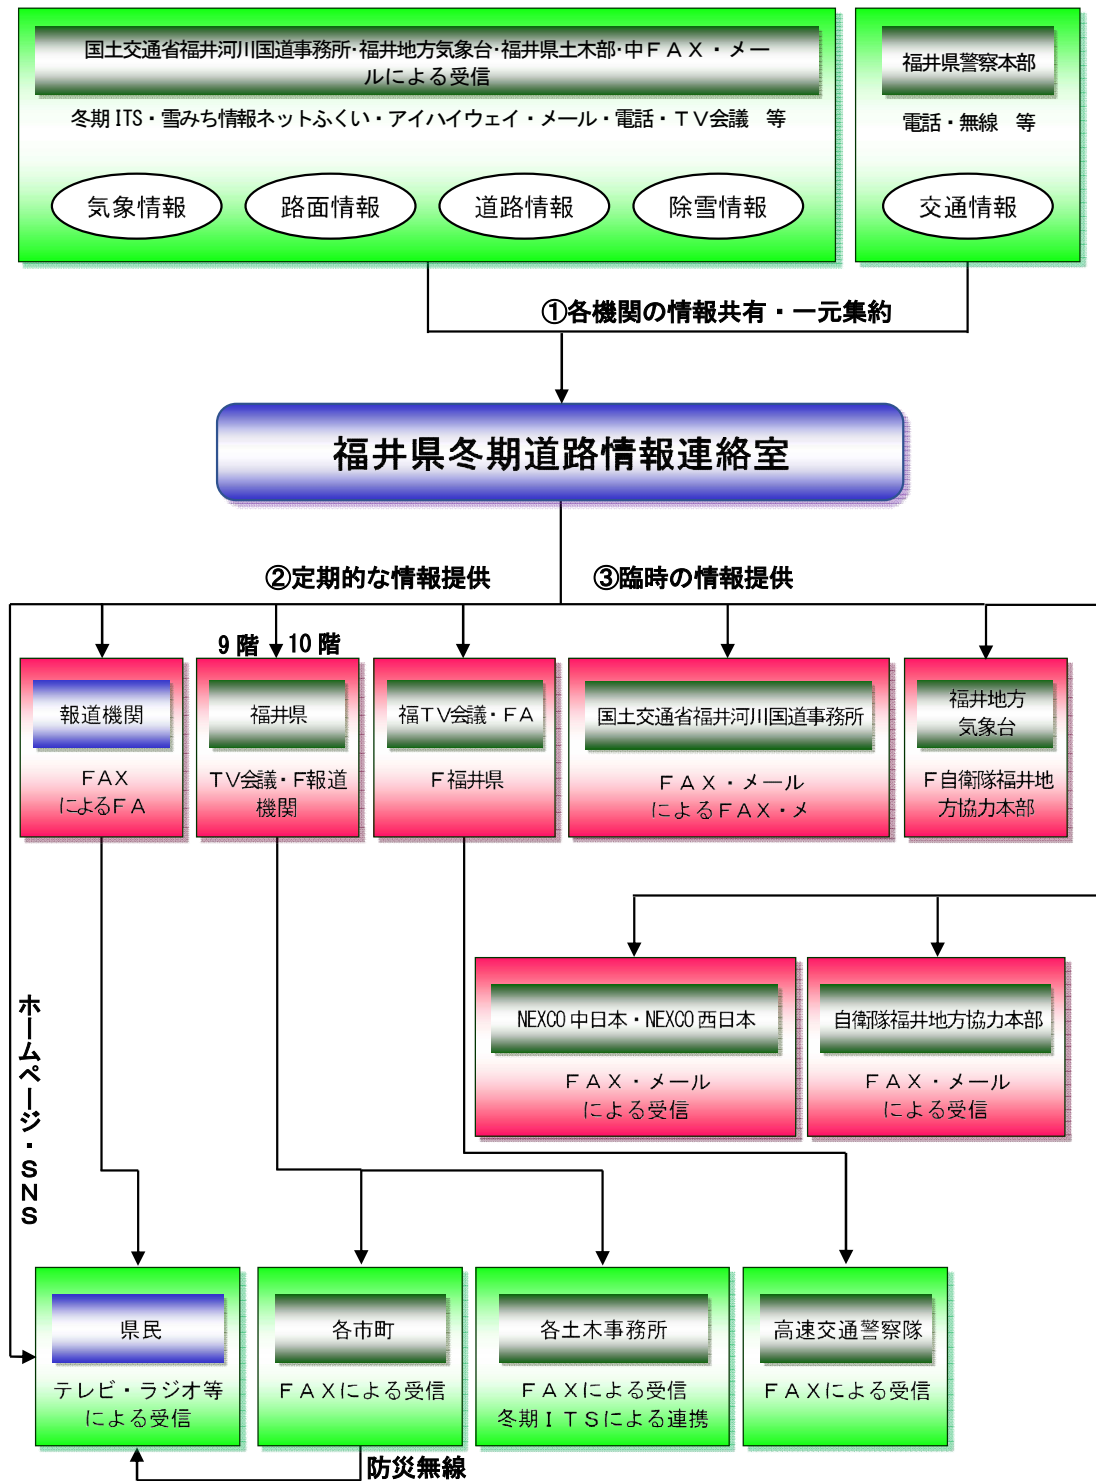 国土交通省福井河川国道事務所・福井地方気象台・福井県土木部・中ＦＡＸ・メー
ルによる受信
冬期ITS・雪みち情報ネットふくい・アイハイウェイ・メール・電話・ＴＶ会議　等
気象情報
路面情報
道路情報
除雪情報
福井県警察本部
電話・無線　等
交通情報
①各機関の情報共有・一元集約
福井県冬期道路情報連絡室
②定期的な情報提供
③臨時の情報提供
9階
10階
報道機関
ＦＡＸ
によるＦＡ
福井県
ＴＶ会議・Ｆ報道
機関
福ＴＶ会議・ＦＡ
Ｆ福井県
国土交通省福井河川国道事務所
ＦＡＸ・メール
によるＦＡＸ・メ
福井地方
気象台
Ｆ自衛隊福井地
方協力本部
NEXCO中日本・NEXCO西日本
ＦＡＸ・メール
による受信
自衛隊福井地方協力本部
ＦＡＸ・メール
による受信
ホームページ・ＳＮＳ
県民
テレビ・ラジオ等
による受信
各市町
ＦＡＸによる受信
各土木事務所
ＦＡＸによる受信
冬期ＩＴＳによる連携
高速交通警察隊
ＦＡＸによる受信
防災無線